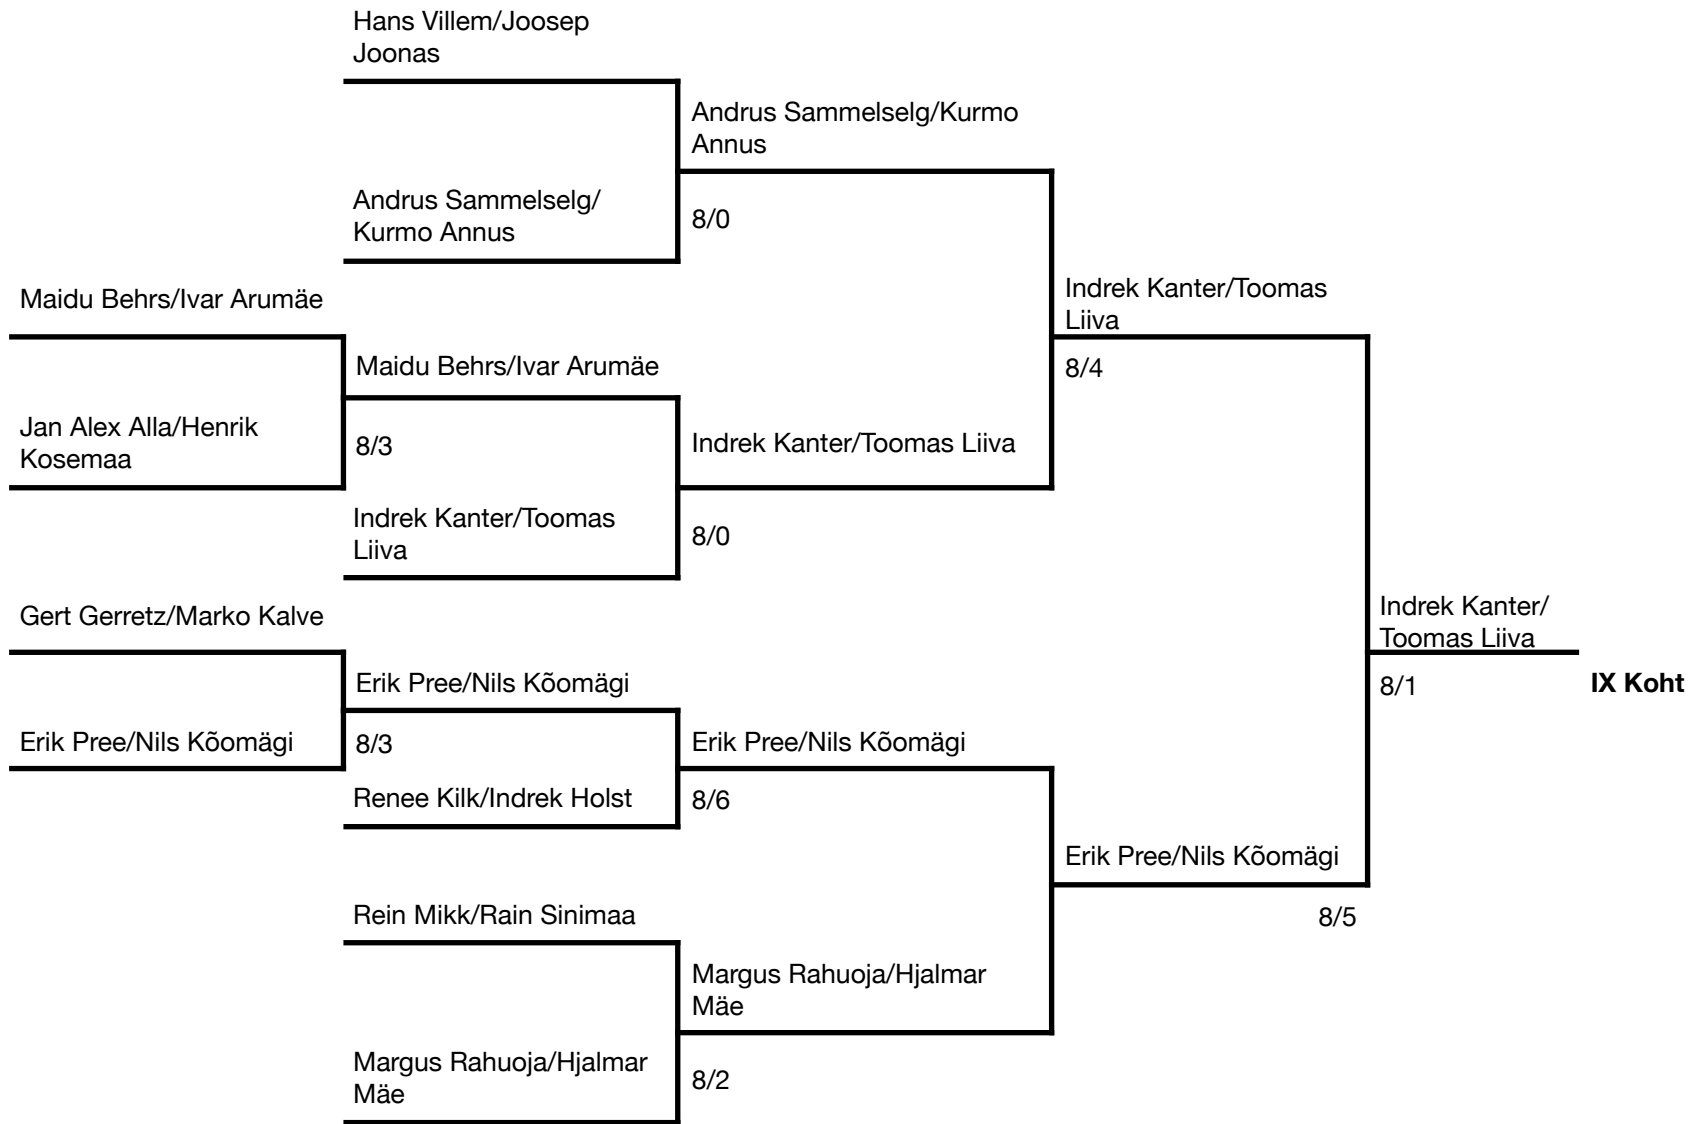 Hans Villem/Joosep
Joonas
Andrus Sammelselg/Kurmo
Annus
Andrus Sammelselg/
Kurmo Annus
8/0
Maidu Behrs/Ivar Arumäe
Indrek Kanter/Toomas
Liiva
Maidu Behrs/Ivar Arumäe
8/4
Jan Alex Alla/Henrik
Kosemaa
8/3
Indrek Kanter/Toomas Liiva
Indrek Kanter/Toomas
Liiva
8/0
Gert Gerretz/Marko Kalve
Indrek Kanter/
Toomas Liiva
Erik Pree/Nils Kõomägi
8/1
IX Koht
Erik Pree/Nils Kõomägi
8/3
Erik Pree/Nils Kõomägi
Renee Kilk/Indrek Holst
8/6
Erik Pree/Nils Kõomägi
Rein Mikk/Rain Sinimaa
8/5
Margus Rahuoja/Hjalmar
Mäe
Margus Rahuoja/Hjalmar
Mäe
8/2